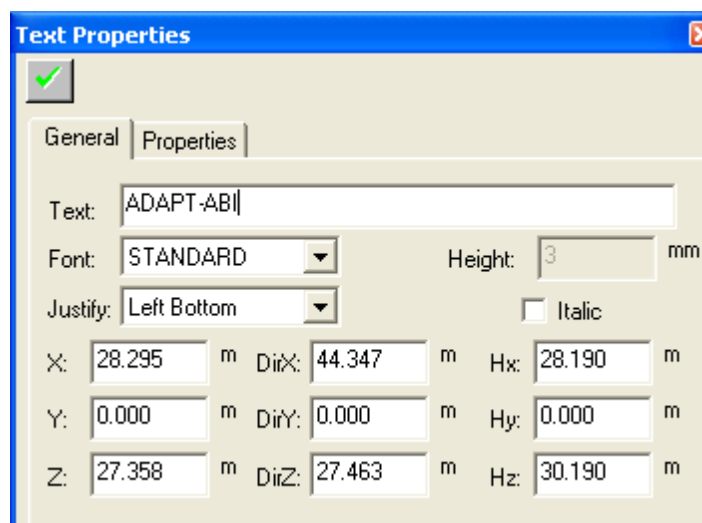 Text Properties
General Properties
Text: ADAPT-ABI
Font: STANDARD Height: 3 mm
Justify: Left Bottom Italic
X: 28.295 m DirX: 44.347 m Hx: 28.190 m
Y: 0.000 m DirY: 0.000 m Hy: 0.000 m
Z: 27.358 m DirZ: 27.463 m Hz: 30.190 m